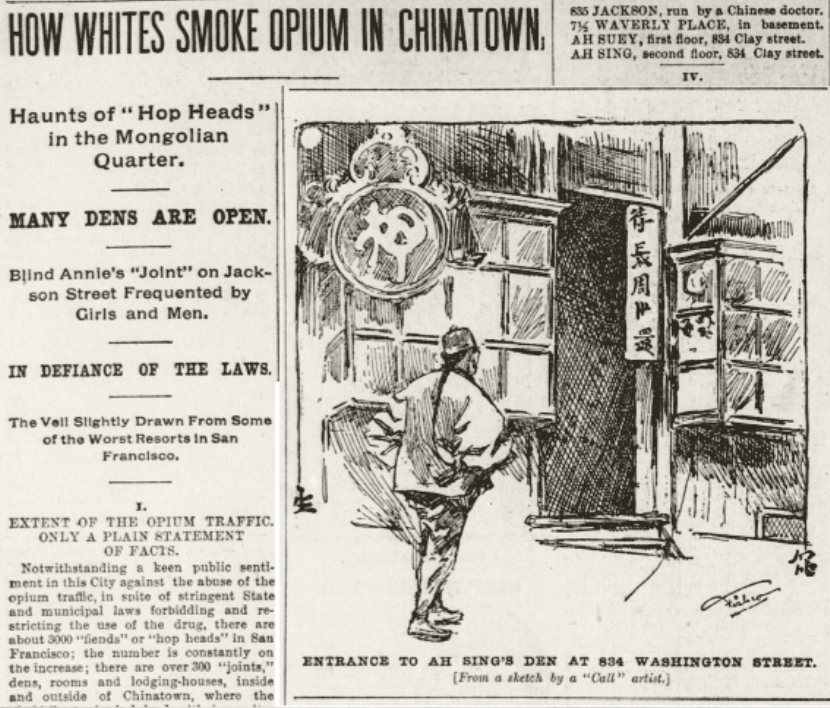 HOW WHITES SMOKE OPIUM IN CHINATOWN.
835 JACKSON, run by a Chinese doctor.
7½ WAVERLY PLACE, in basement.
AH SUEY, first floor, 834 Clay street.
AH SING, second floor, 834 Clay street.
IV.
Haunts of "Hop Heads"
in the Mongolian
Quarter.
MANY DENS ARE OPEN.
Blind Annie's "Joint" on Jack-
son Street Frequented by
Girls and Men.
IN DEFIANCE OF THE LAWS.
The Veil Slightly Drawn From Some
of the Worst Resorts in San
Francisco.
I.
EXTENT OF THE OPIUM TRAFFIC.
ONLY A PLAIN STATEMENT
OF FACTS.
Notwithstanding a keen public senti-
ment in this City against the abuse of the
opium traffic, in spite of stringent State
and municipal laws forbidding and re-
stricting the use of the drug, there are
about 3000 "fiends" or "hop heads" in San
Francisco; the number is constantly on
the increase; there are over 300 "joints,"
dens, rooms and lodging-houses, inside
and outside of Chinatown, where the
ENTRANCE TO AH SING'S DEN AT 834 WASHINGTON STREET.
[From a sketch by a "Call" artist.]